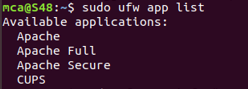 mca@S48:~$ sudo ufw app list
Available applications:
  Apache
  Apache Full
  Apache Secure
  CUPS